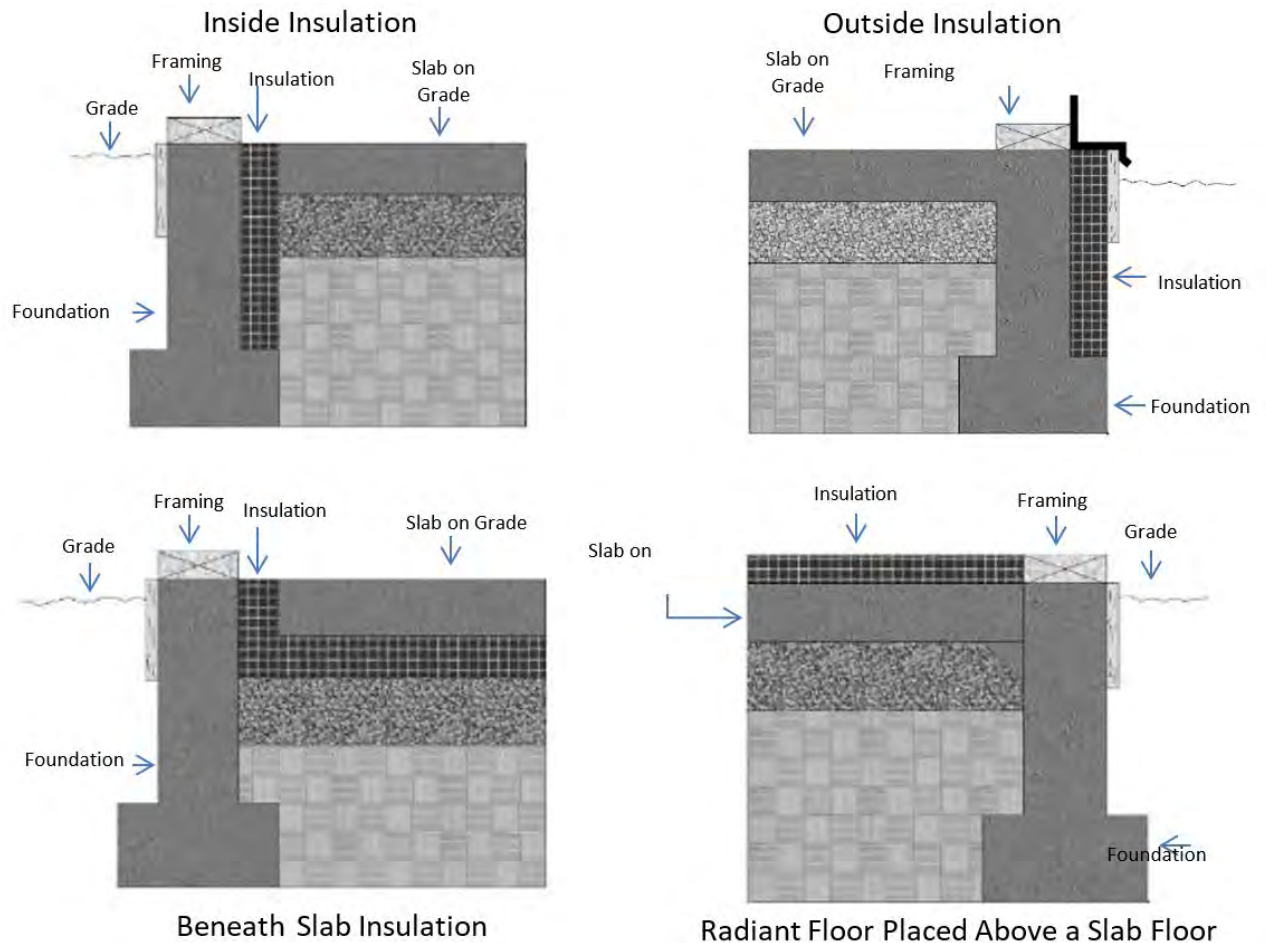 Inside Insulation
Framing
Insulation
Slab on
Grade
Grade
Foundation
Outside Insulation
Slab on
Grade
Framing
Insulation
Foundation
Framing
Insulation
Slab on Grade
Grade
Foundation
Beneath Slab Insulation
Insulation
Framing
Grade
Slab on
Foundation
Radiant Floor Placed Above a Slab Floor